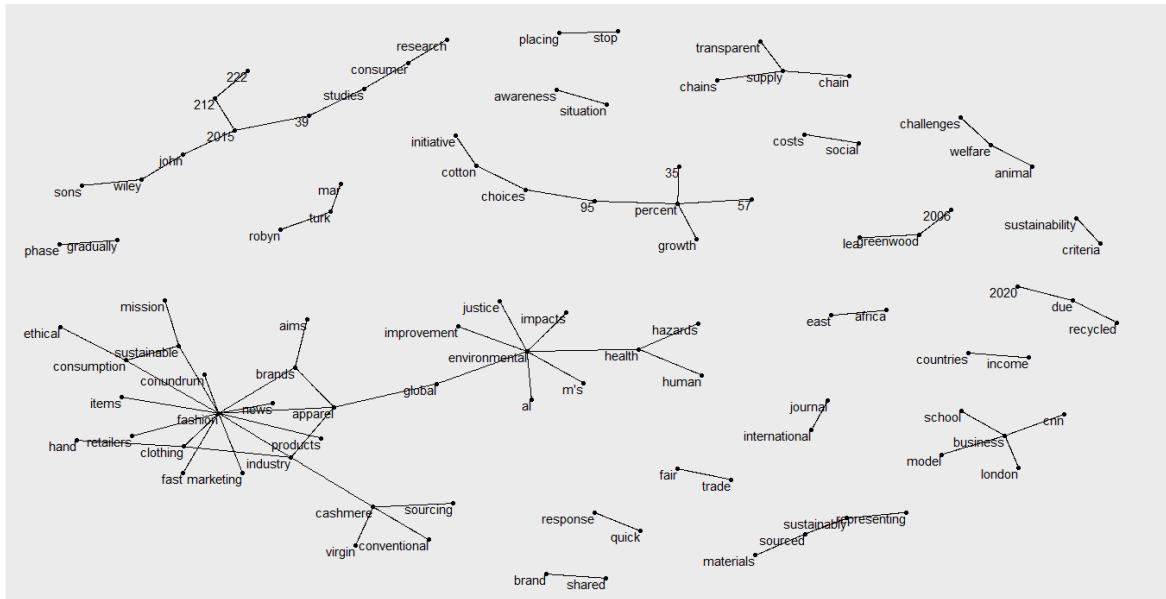 research
placing
stop
transparent
consumer
222
supply
chains
chain
studies
awareness
212
situation
39
challenges
2015
initiative
costs
social
welfare
john
cotton
35
animal
sons
wiley
mar
choices
95
percent
57
turk
2006
robyn
growth
lea
greenwood
sustainability
phase
gradually
criteria
2020
mission
justice
due
aims
impacts
east
africa
ethical
improvement
hazards
recycled
sustainable
environmental
health
countries
income
consumption
conundrum
brands
global
human
m's
items
news
al
journal
fashion
apparel
school
cnn
international
hand
retailers
products
business
clothing
industry
model
fast
marketing
fair
trade
london
cashmere
sourcing
response
sustainably
representing
quick
sourced
virgin
conventional
materials
brand
shared